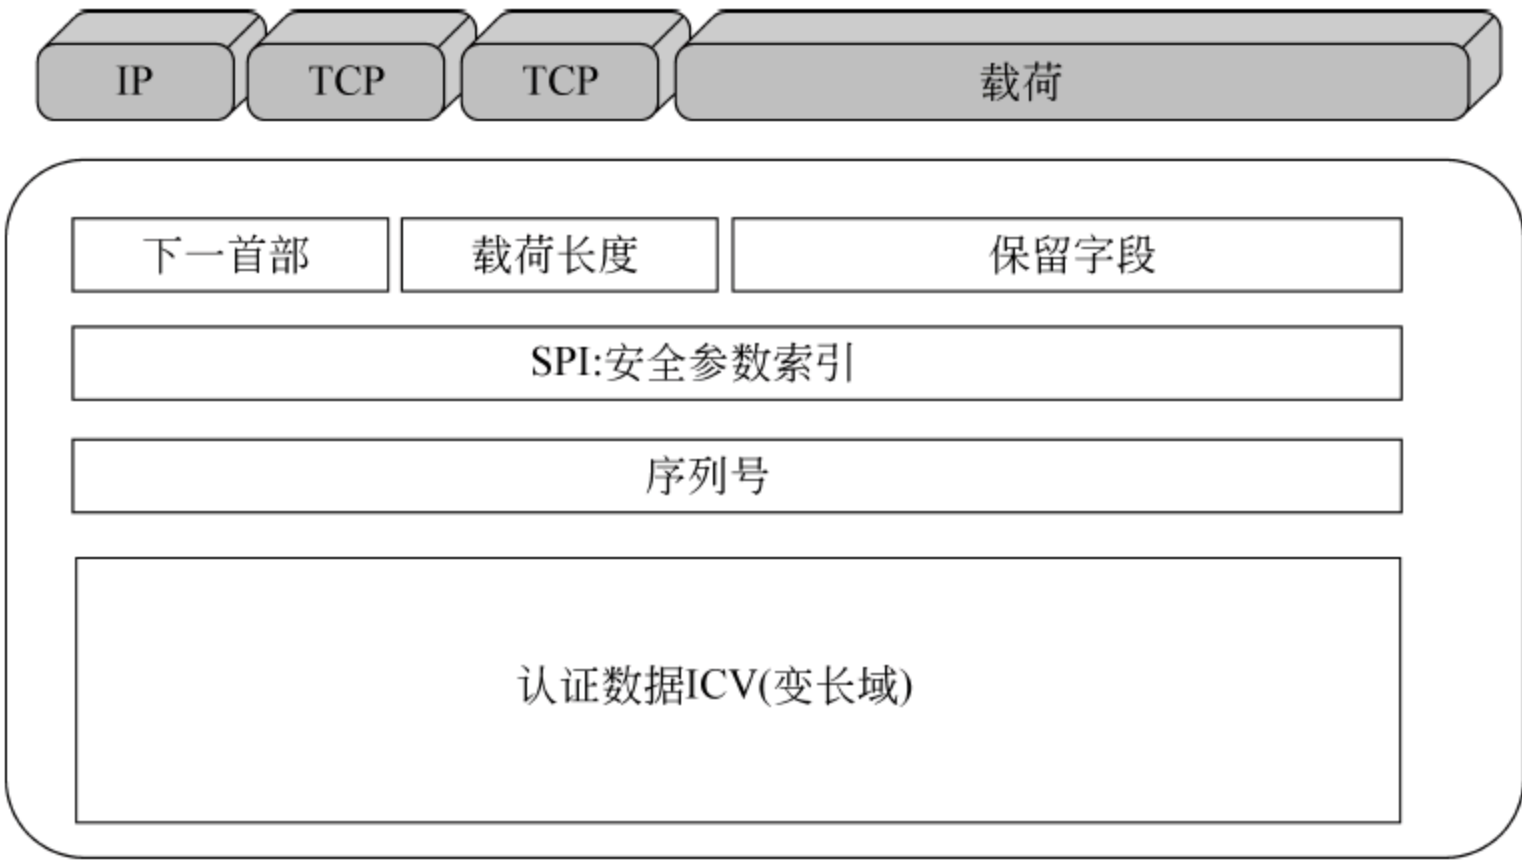 IP TCP TCP 载荷
下一首部 载荷长度 保留字段
SPI:安全参数索引
序列号
认证数据ICV(变长域)